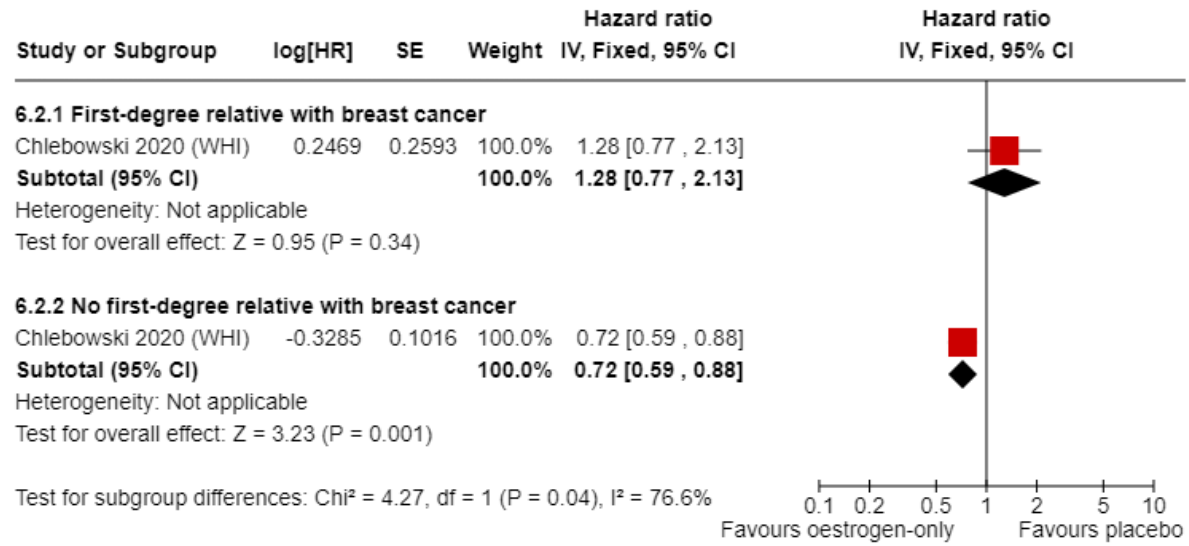 Hazard ratio Hazard ratio
Study or Subgroup log[HR] SE Weight IV, Fixed, 95% CI IV, Fixed, 95% CI
6.2.1 First-degree relative with breast cancer
Chlebowski 2020 (WHI) 0.2469 0.2593 100.0% 1.28 [0.77 , 2.13]
Subtotal (95% CI) 100.0% 1.28 [0.77 , 2.13]
Heterogeneity: Not applicable
Test for overall effect: Z = 0.95 (P = 0.34)
6.2.2 No first-degree relative with breast cancer
Chlebowski 2020 (WHI) -0.3285 0.1016 100.0% 0.72 [0.59 , 0.88]
Subtotal (95% CI) 100.0% 0.72 [0.59 , 0.88]
Heterogeneity: Not applicable
Test for overall effect: Z = 3.23 (P = 0.001)
Test for subgroup differences: Chi² = 4.27, df = 1 (P = 0.04), I² = 76.6%
0.1 0.2 0.5 1 2 5 10
Favours oestrogen-only Favours placebo